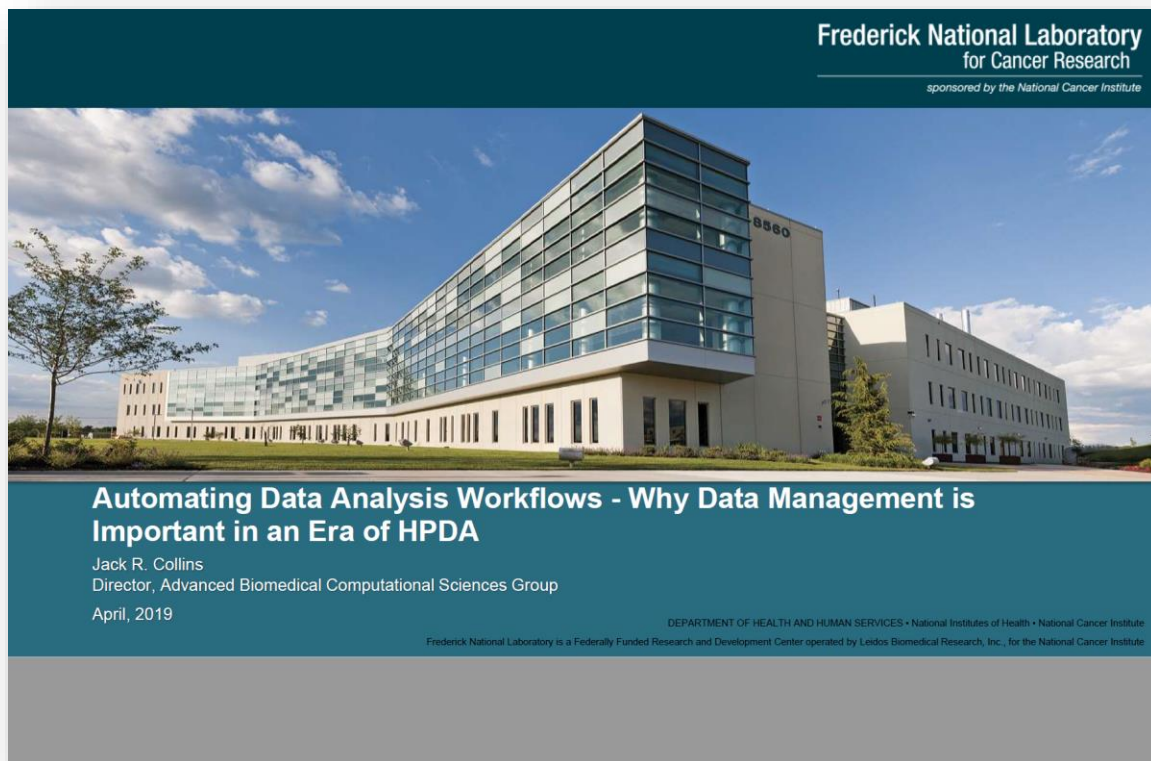 Frederick National Laboratory
for Cancer Research
sponsored by the National Cancer Institute
8560
Automating Data Analysis Workflows - Why Data Management is
Important in an Era of HPDA
Jack R. Collins
Director, Advanced Biomedical Computational Sciences Group
April, 2019
DEPARTMENT OF HEALTH AND HUMAN SERVICES • National Institutes of Health • National Cancer Institute
Frederick National Laboratory is a Federally Funded Research and Development Center operated by Leidos Biomedical Research, Inc., for the National Cancer Institute